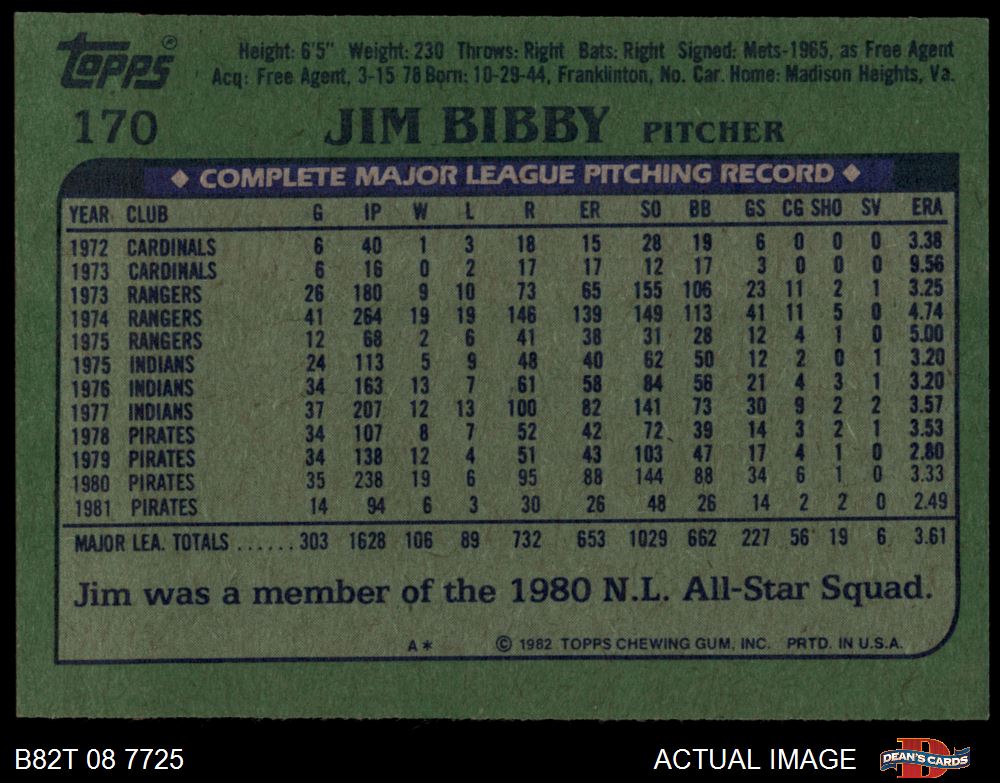 Topps®
Height: 6'5" Weight: 230 Throws: Right Bats: Right Signed: Mets-1965, as Free Agent
Acq: Free Agent, 3-15 78 Born: 10-29-44, Franklinton, No. Car. Home: Madison Heights, Va.
170 JIM BIBBY PITCHER
◆ COMPLETE MAJOR LEAGUE PITCHING RECORD ◆
YEAR CLUB G IP W L R ER SO BB GS CG SHO SV ERA
1972 CARDINALS 6 40 1 3 18 15 28 19 6 0 0 0 3.38
1973 CARDINALS 6 16 0 2 17 17 12 17 3 0 0 0 9.56
1973 RANGERS 26 180 9 10 73 65 155 106 23 11 2 1 3.25
1974 RANGERS 41 264 19 19 146 139 149 113 41 11 5 0 4.74
1975 RANGERS 12 68 2 6 41 38 31 28 12 4 1 0 5.00
1975 INDIANS 24 113 5 9 48 40 62 50 12 2 0 1 3.20
1976 INDIANS 34 163 13 7 61 58 84 56 21 4 3 1 3.20
1977 INDIANS 37 207 12 13 100 82 141 73 30 9 2 2 3.57
1978 PIRATES 34 107 8 7 52 42 72 39 14 3 2 1 3.53
1979 PIRATES 34 138 12 4 51 43 103 47 17 4 1 0 2.80
1980 PIRATES 35 238 19 6 95 88 144 88 34 6 1 0 3.33
1981 PIRATES 14 94 6 3 30 26 48 26 14 2 2 0 2.49
MAJOR LEA. TOTALS ...... 303 1628 106 89 732 653 1029 662 227 56 19 6 3.61
Jim was a member of the 1980 N.L. All-Star Squad.
A* © 1982 TOPPS CHEWING GUM, INC. PRTD. IN U.S.A.
B82T 08 7725 ACTUAL IMAGE DEAN'S CARDS